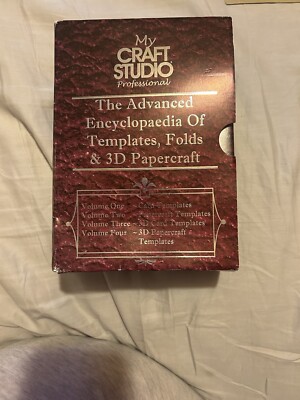 My
CRAFT
STUDIO
Professional
The Advanced
Encyclopaedia Of
Templates, Folds
& 3D Papercraft
Volume One ~ Card Templates
Volume Two ~ Templates
Volume Three ~ Templates
Volume Four ~ 3D Papercraft
Templates